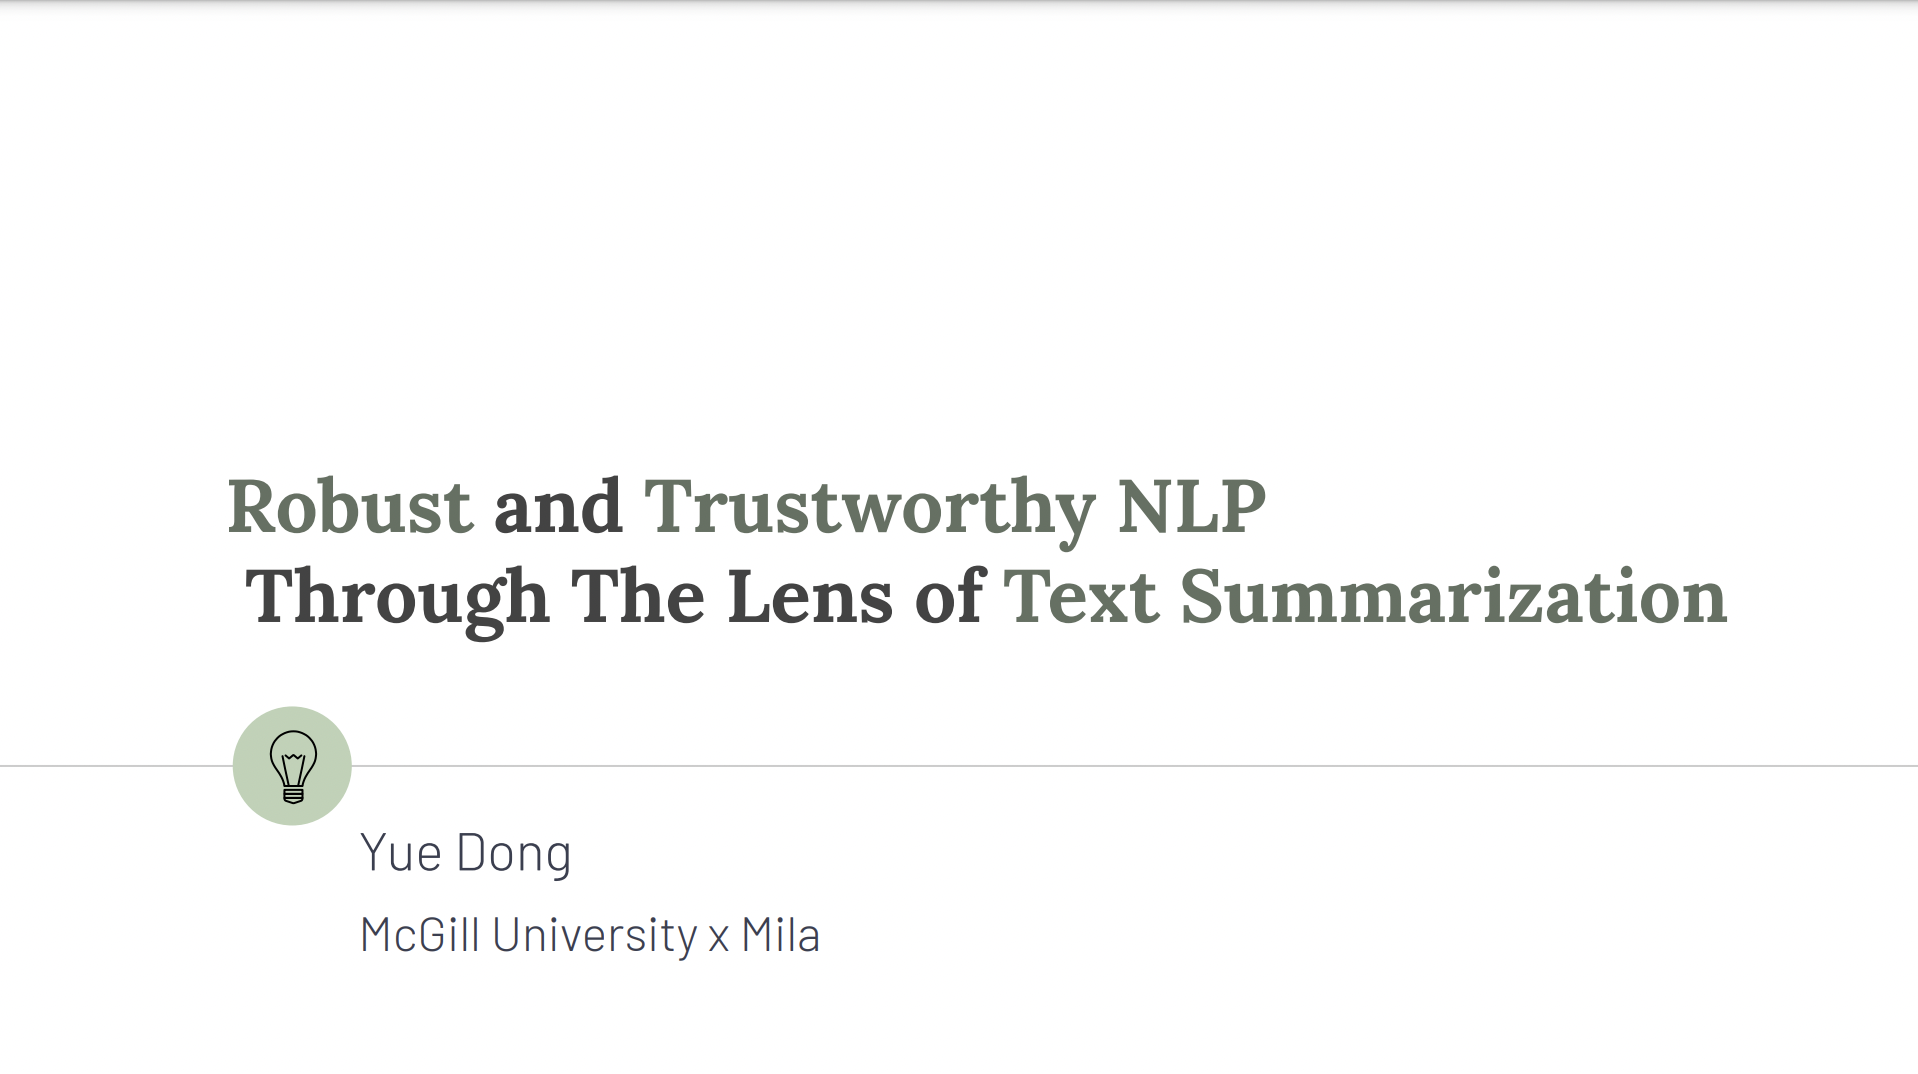 Robust and Trustworthy NLP
Through The Lens of Text Summarization
Yue Dong
McGill University x Mila